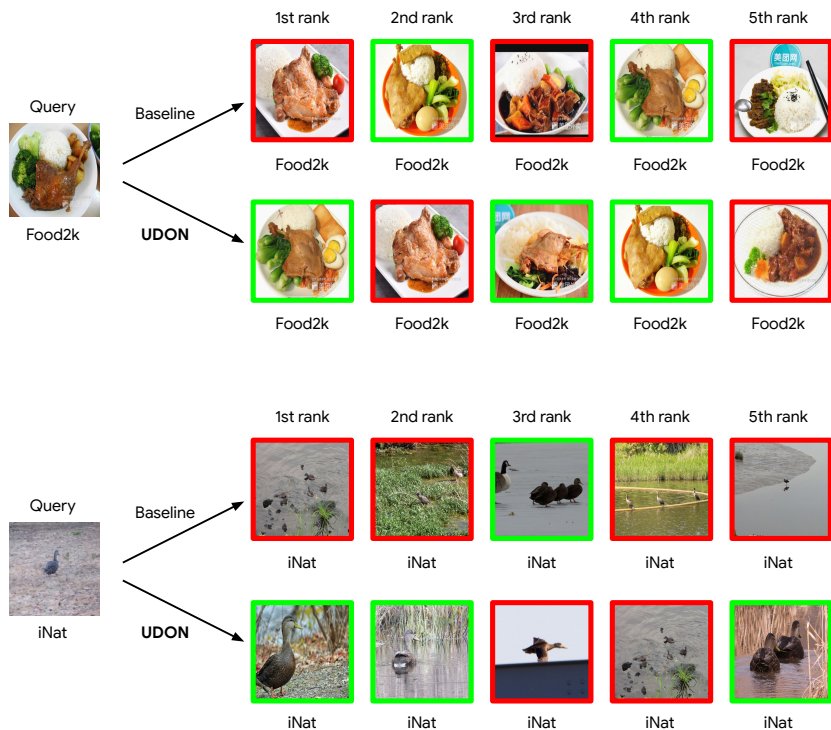 1st rank 2nd rank 3rd rank 4th rank 5th rank
Query
Baseline
Food2k Food2k Food2k Food2k Food2k
Food2k
UDON
Food2k Food2k Food2k Food2k Food2k
1st rank 2nd rank 3rd rank 4th rank 5th rank
Query
Baseline
iNat iNat iNat iNat iNat
iNat
UDON
iNat iNat iNat iNat iNat